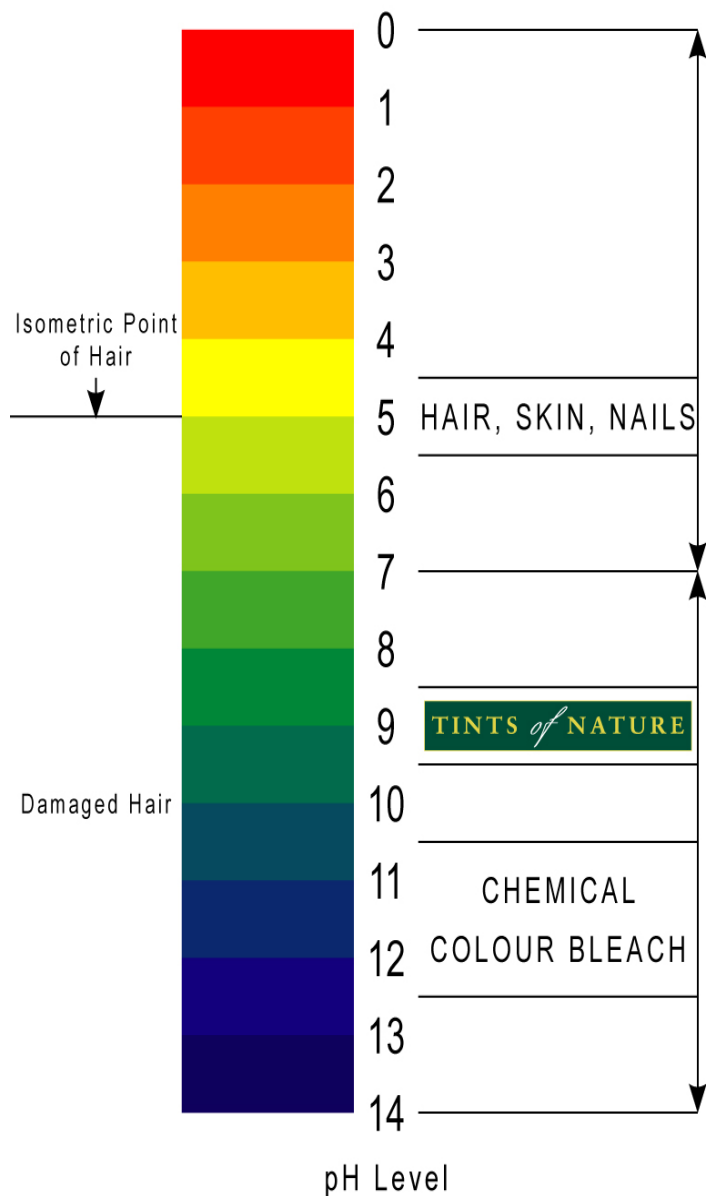 0
1
2
3
Isometric Point
of Hair
4
5
HAIR, SKIN, NAILS
6
7
8
TINTS of NATURE
9
Damaged Hair
10
11
CHEMICAL
COLOUR BLEACH
12
13
14
pH Level